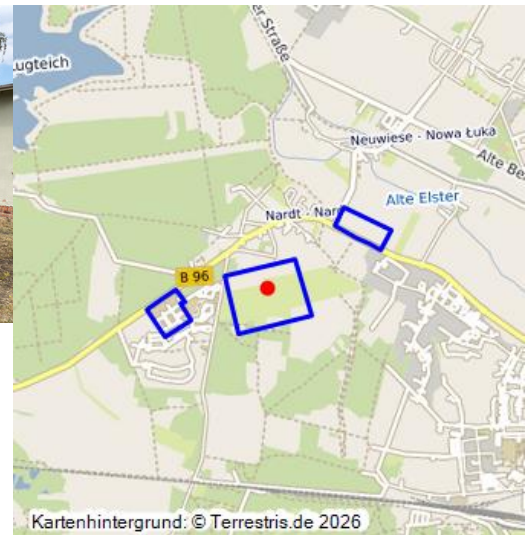 Lugteich
er Straße
Neuwiese - Nowa Łuka
Alte Be
Alte Elster
Nardt - Nar
B 96
Kartenhintergrund: © Terrestris.de 2026